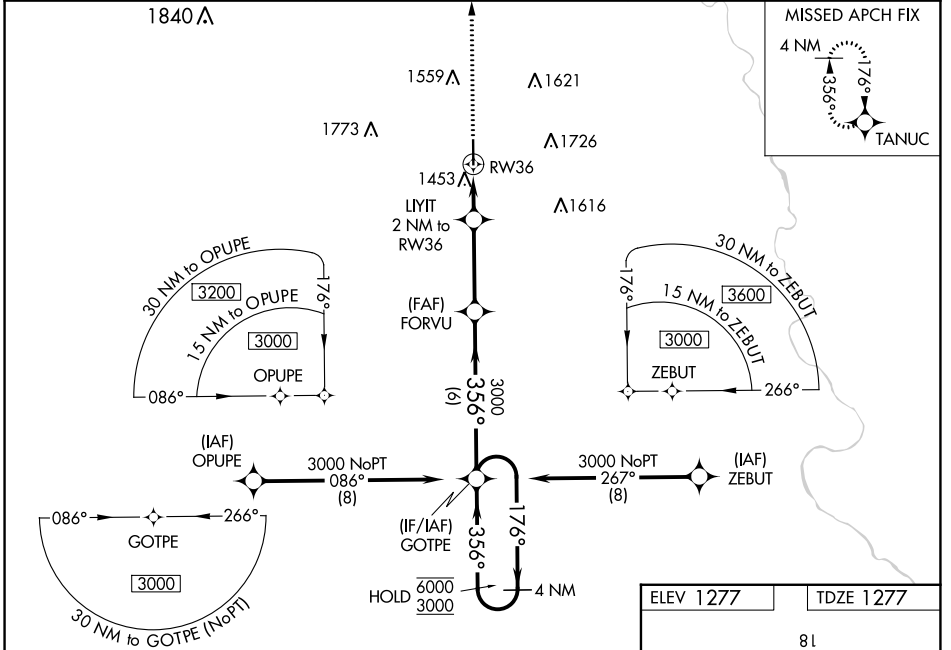 1840
MISSED APCH FIX
4 NM
356°
176°
TANUC
1559
1621
1773
1726
RW36
1453
LIYIT
2 NM to
RW36
1616
30 NM to OPUPE
3200
15 NM to OPUPE
3000
176°
OPUPE
086°
(FAF)
FORVU
30 NM to ZEBUT
3600
15 NM to ZEBUT
3000
176°
ZEBUT
266°
3000
356°
(6)
(IAF)
OPUPE
3000 NoPT
086°
(8)
3000 NoPT
267°
(8)
(IAF)
ZEBUT
(IF/IAF)
GOTPE
356°
176°
086°
266°
GOTPE
3000
30 NM to GOTPE (NoPT)
HOLD
6000
3000
4 NM
ELEV 1277
TDZE 1277
18